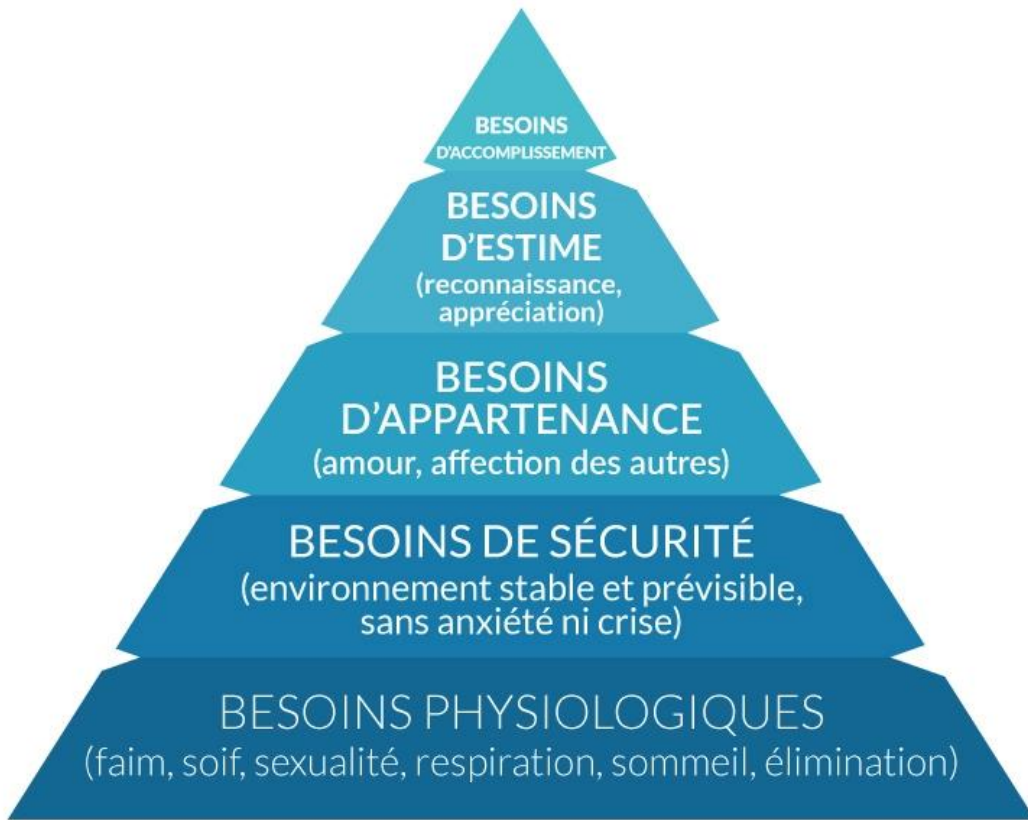 BESOINS
D'ACCOMPLISSEMENT
BESOINS
D'ESTIME
(reconnaissance,
appréciation)
BESOINS
D'APPARTENANCE
(amour, affection des autres)
BESOINS DE SÉCURITÉ
(environnement stable et prévisible,
sans anxiété ni crise)
BESOINS PHYSIOLOGIQUES
(faim, soif, sexualité, respiration, sommeil, élimination)